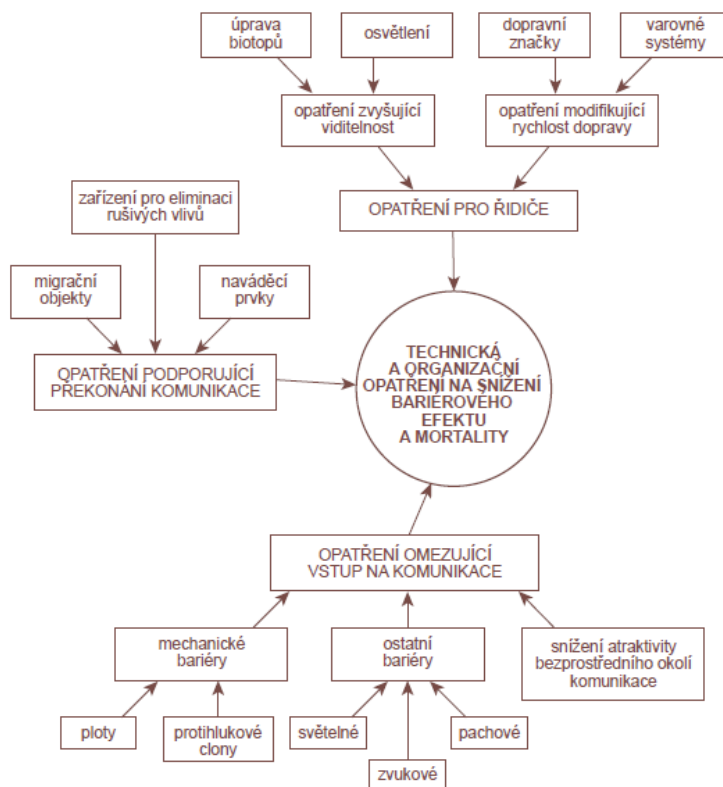 úprava
biotopů
osvětlení
dopravní
značky
varovné
systémy
opatření zvyšující
viditelnost
opatření modifikující
rychlost dopravy
OPATŘENÍ PRO ŘIDIČE
zařízení pro eliminaci
rušivých vlivů
migrační
objekty
naváděcí
prvky
OPATŘENÍ PODPORUJÍCÍ
PŘEKONÁNÍ KOMUNIKACE
TECHNICKÁ
A ORGANIZAČNÍ
OPATŘENÍ NA SNÍŽENÍ
BARIÉROVÉHO
EFEKTU
A MORTALITY
OPATŘENÍ OMEZUJÍCÍ
VSTUP NA KOMUNIKACE
mechanické
bariéry
ostatní
bariéry
snížení atraktivity
bezprostředního okolí
komunikace
ploty
protihlukové
clony
světelné
zvukové
pachové